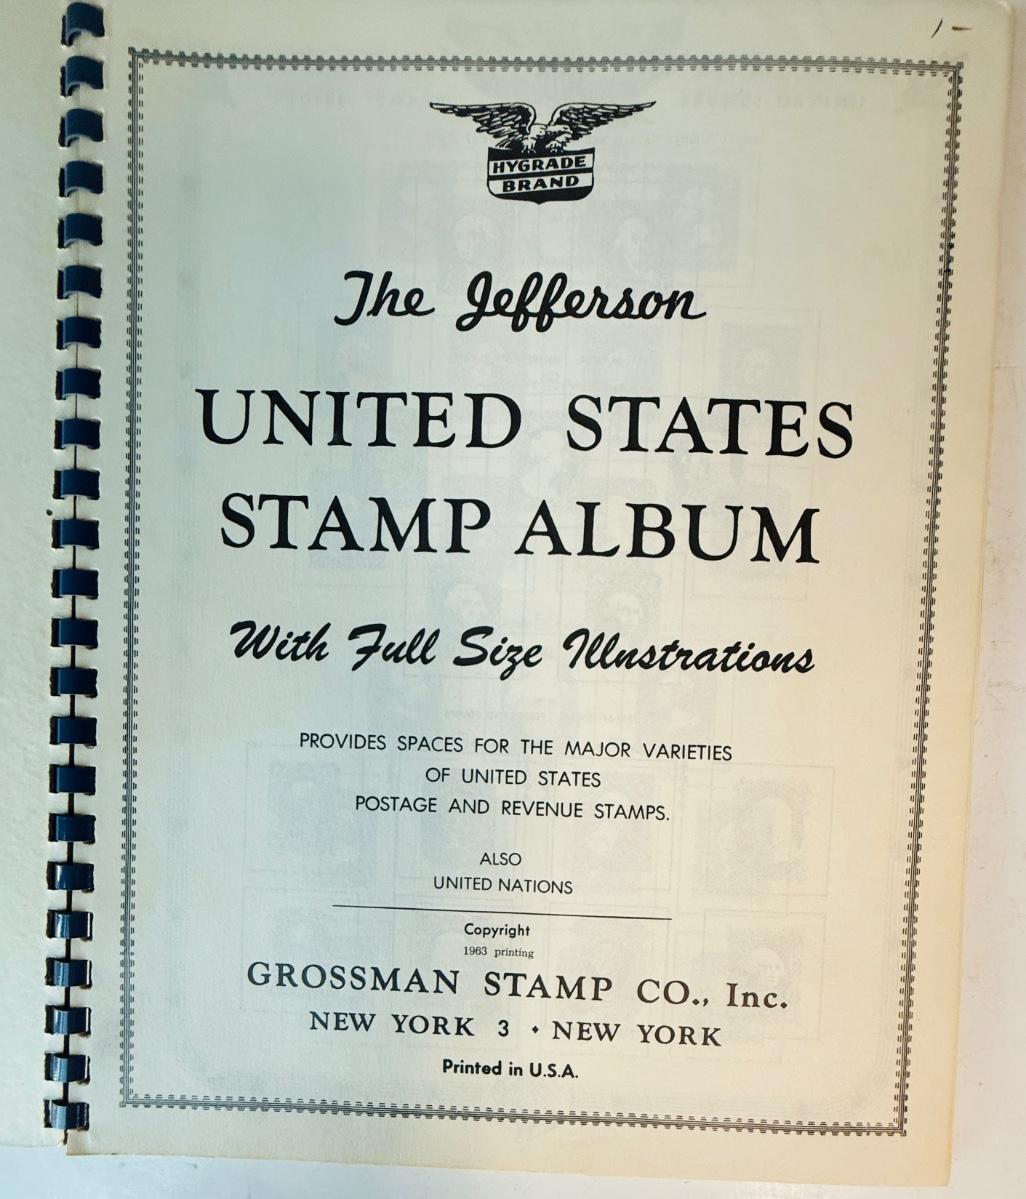 1-
HYGRADE
BRAND
The Jefferson
UNITED STATES
STAMP ALBUM
With Full Size Illnstrations
PROVIDES SPACES FOR THE MAJOR VARIETIES
OF UNITED STATES
POSTAGE AND REVENUE STAMPS.
ALSO
UNITED NATIONS
Copyright
1963 printing
GROSSMAN STAMP CO., Inc.
NEW YORK 3 • NEW YORK
Printed in U.S.A.